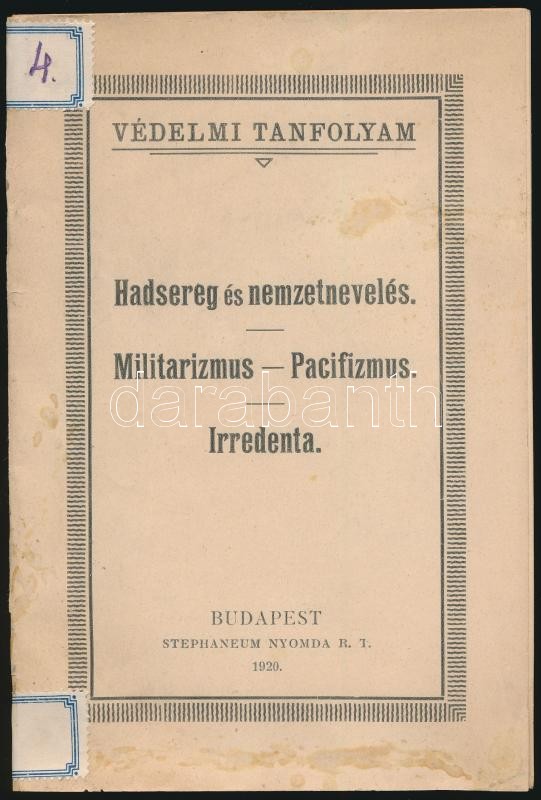 4.
VÉDELMI TANFOLYAM
Hadsereg és nemzetnevelés.
Militarizmus — Pacifizmus.
darabanth
Irredenta.
BUDAPEST
STEPHANEUM NYOMDA R. T.
1920.